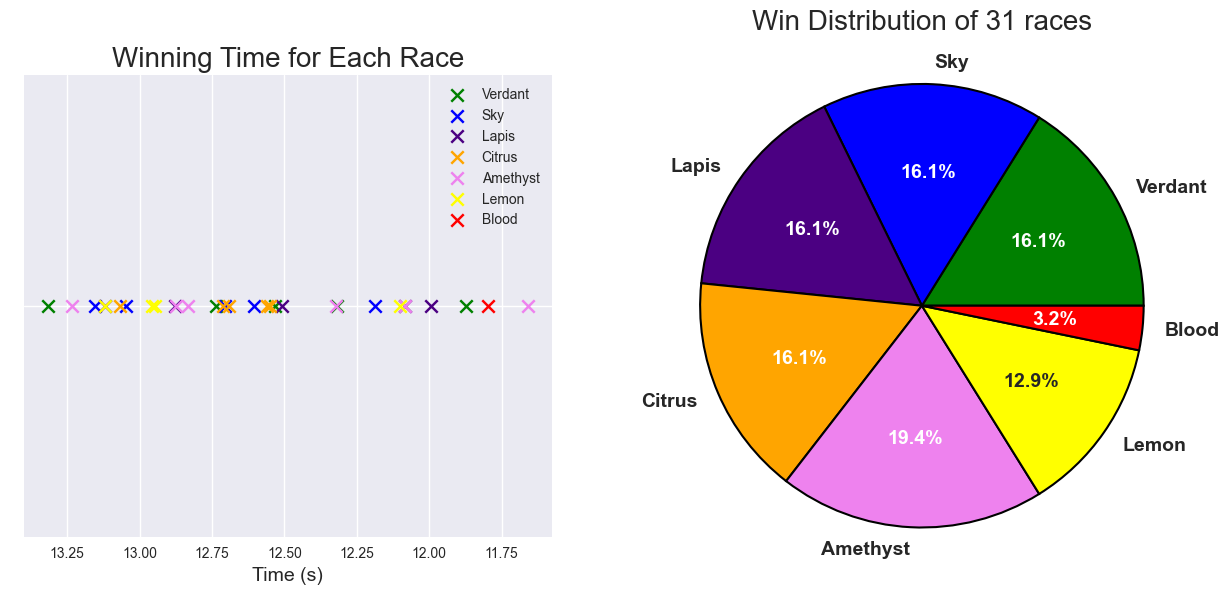 Winning Time for Each Race
Verdant
Sky
Lapis
Citrus
Amethyst
Lemon
Blood
13.25 13.00 12.75 12.50 12.25 12.00 11.75
Time (s)
Win Distribution of 31 races
Sky
Lapis
Verdant
Citrus
Blood
Lemon
Amethyst
16.1%
16.1%
16.1%
16.1%
3.2%
12.9%
19.4%